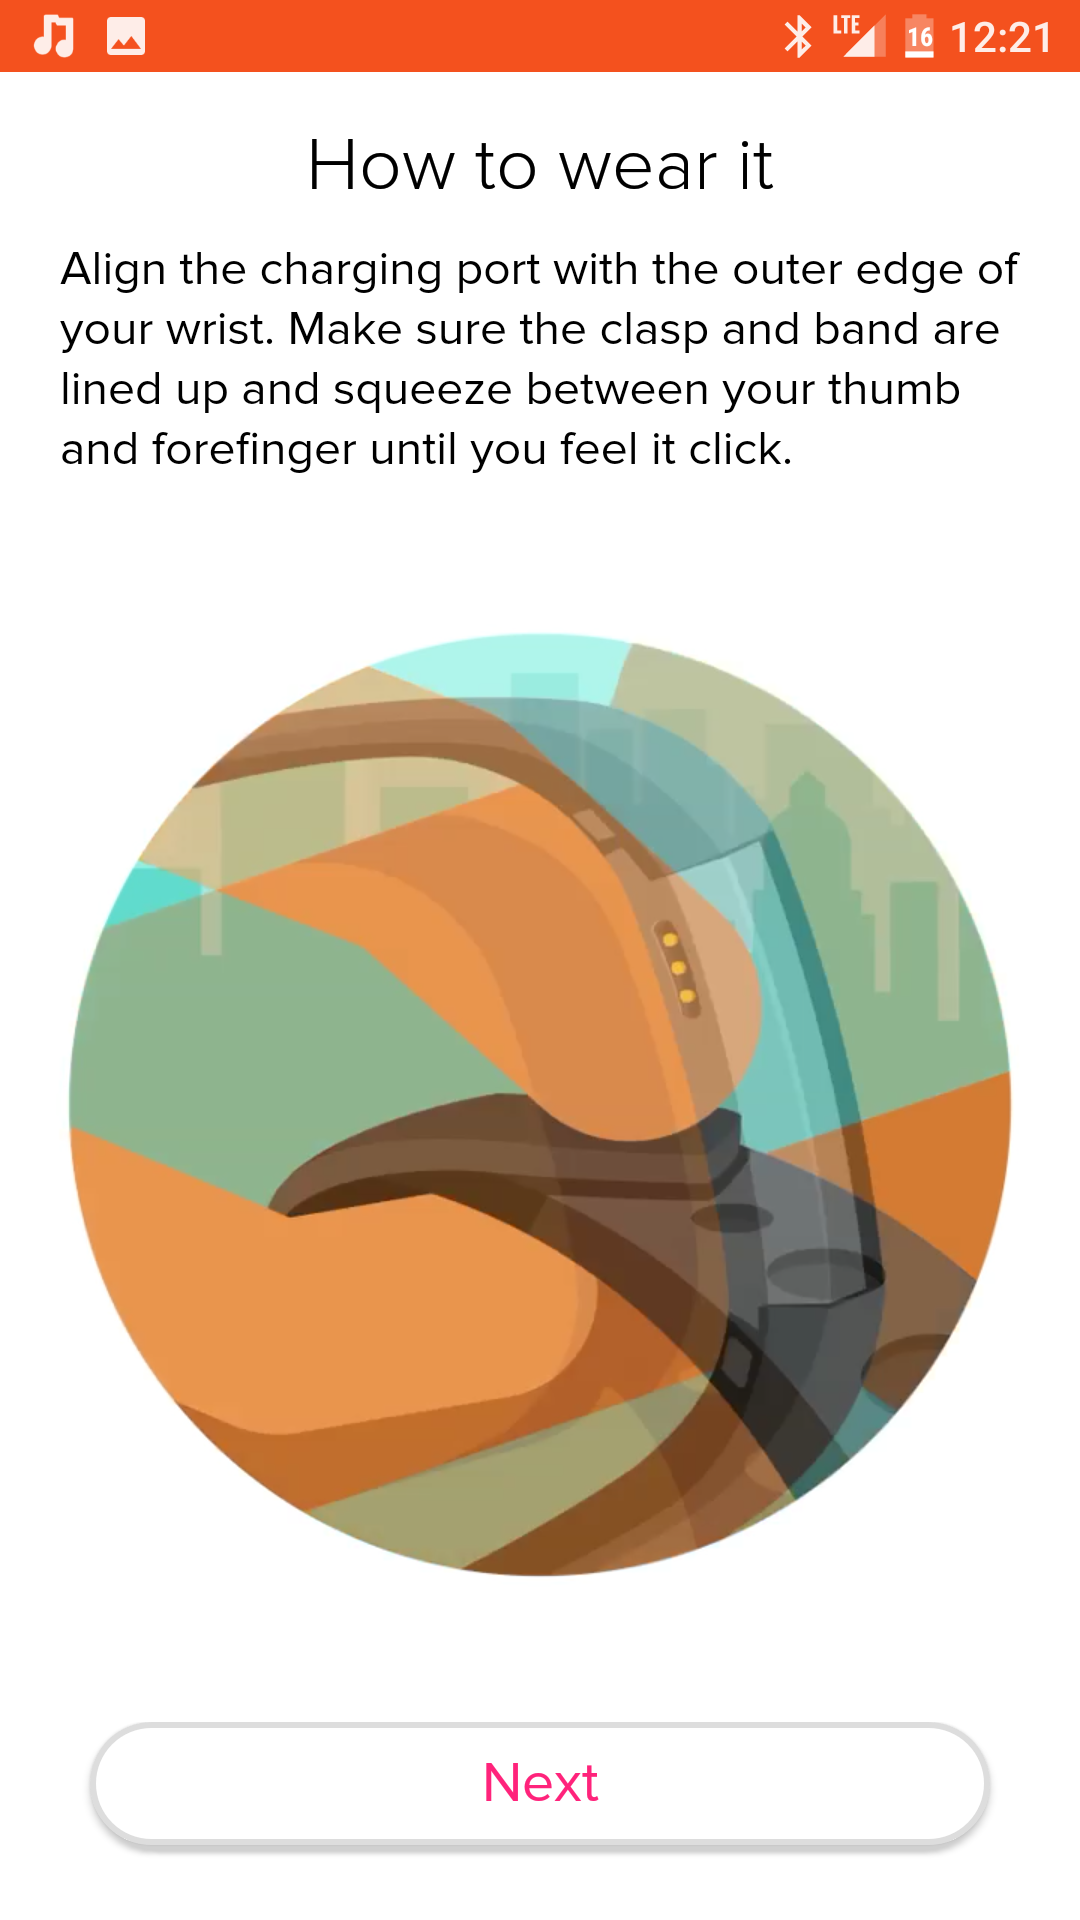 LTE 16 12:21
How to wear it
Align the charging port with the outer edge of
your wrist. Make sure the clasp and band are
lined up and squeeze between your thumb
and forefinger until you feel it click.
Next